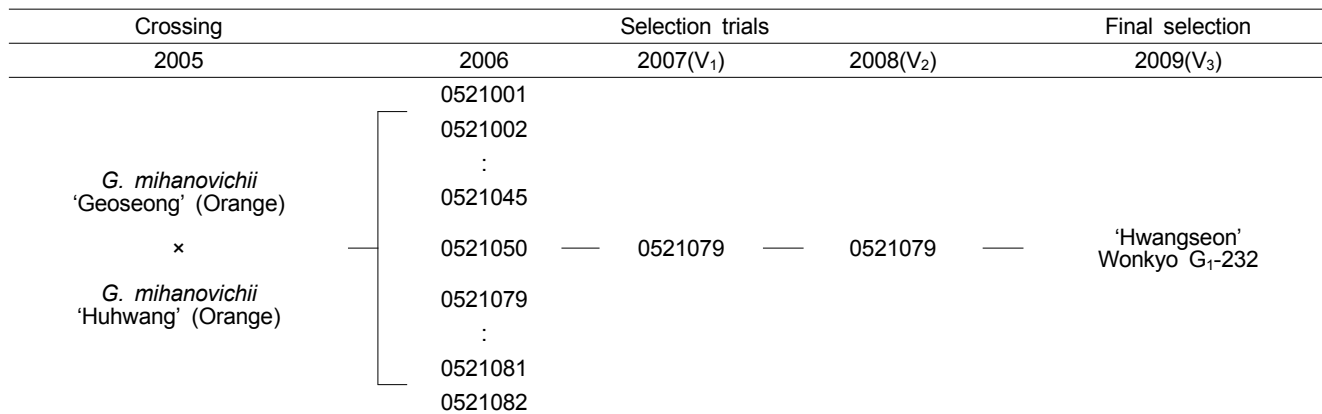 Crossing Selection trials Final selection
2005 2006 2007(V₁) 2008(V₂) 2009(V₃)
0521001
0521002
:
G. mihanovichii
'Geoseong' (Orange)
0521045
× 0521050 0521079 0521079 'Hwangseon'
Wonkyo G₁-232
G. mihanovichii
'Huhwang' (Orange)
0521079
:
0521081
0521082